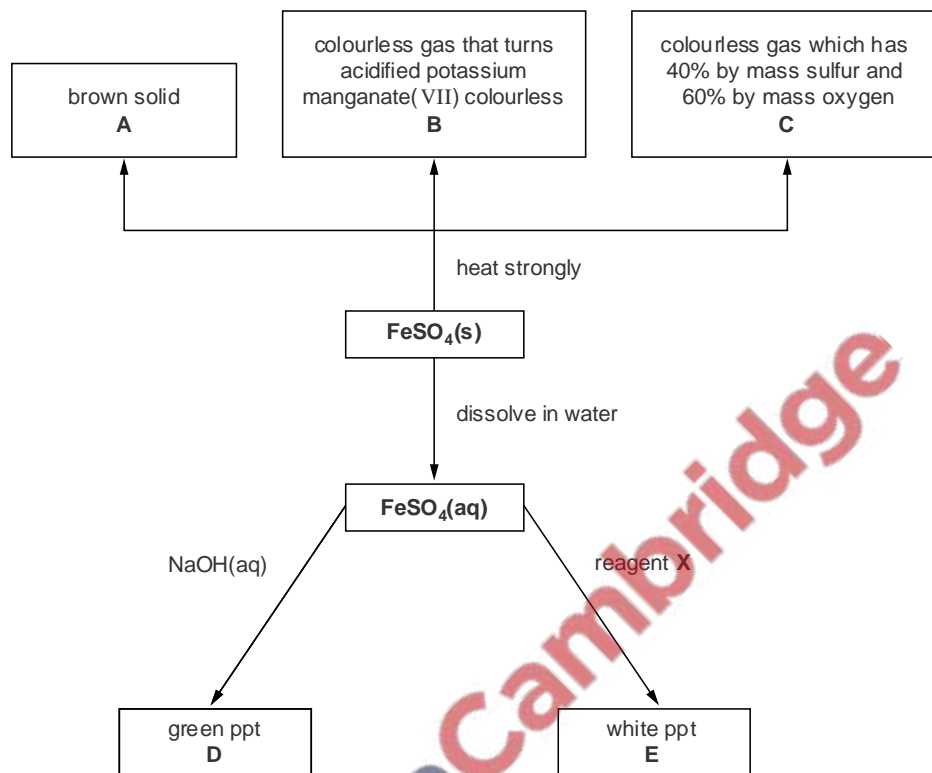 brown solid
A
colourless gas that turns
acidified potassium
manganate(VII) colourless
B
colourless gas which has
40% by mass sulfur and
60% by mass oxygen
C
heat strongly
FeSO₄(s)
dissolve in water
FeSO₄(aq)
NaOH(aq)
reagent X
green ppt
D
white ppt
E
Cambridge